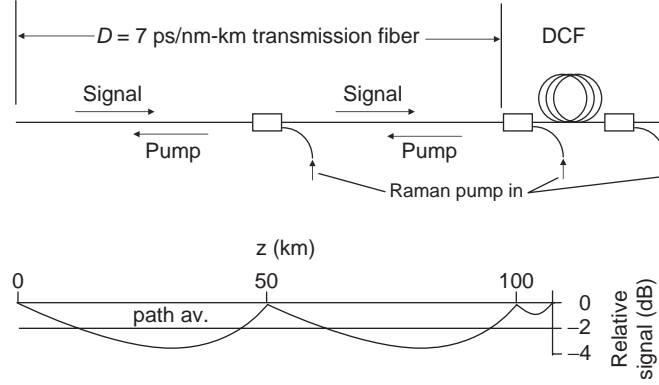 D = 7 ps/nm-km transmission fiber
DCF
Signal
Signal
Pump
Pump
Raman pump in
z (km)
0
50
100
path av.
0
–2
–4
Relative
signal (dB)